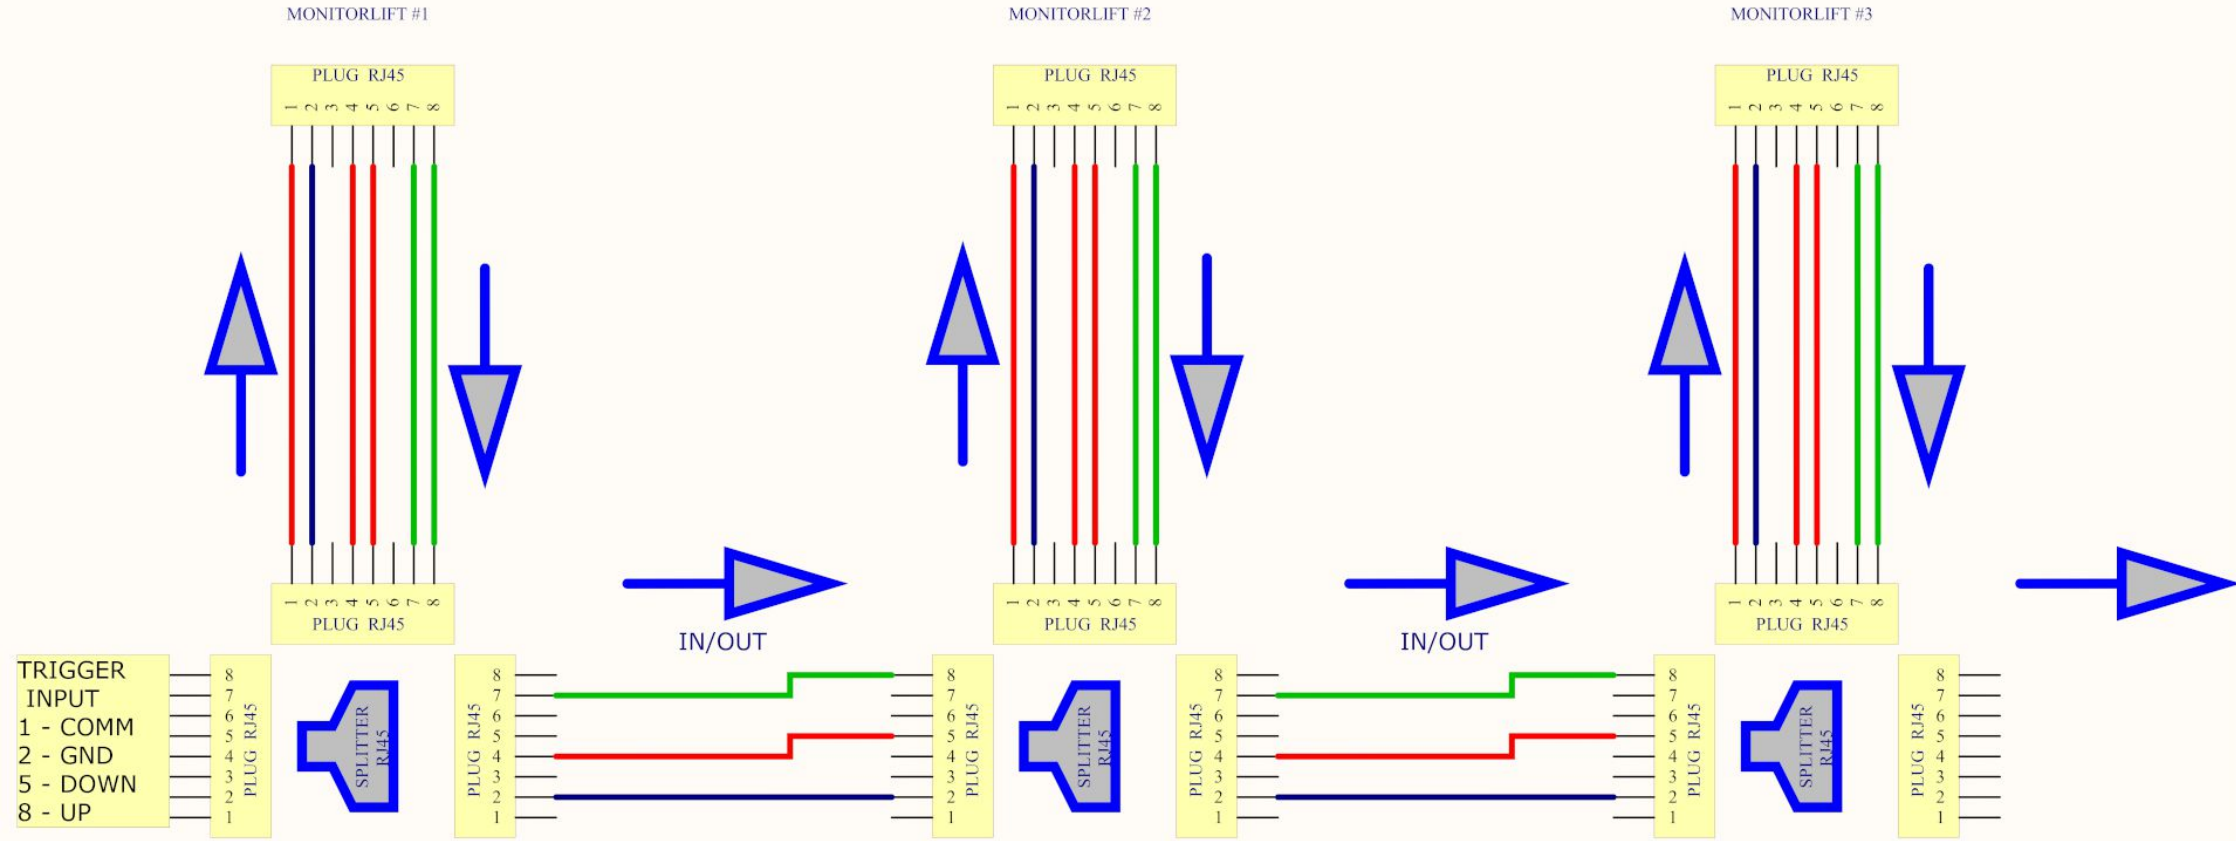 MONITORLIFT #1
MONITORLIFT #2
MONITORLIFT #3
PLUG RJ45
1 2 3 4 5 6 7 8
PLUG RJ45
1 2 3 4 5 6 7 8
PLUG RJ45
1 2 3 4 5 6 7 8
1 2 3 4 5 6 7 8
PLUG RJ45
1 2 3 4 5 6 7 8
PLUG RJ45
1 2 3 4 5 6 7 8
PLUG RJ45
IN/OUT
IN/OUT
TRIGGER
INPUT
1 - COMM
2 - GND
5 - DOWN
8 - UP
8
7
6
5
4
3
2
1
PLUG RJ45
SPLITTER
RJ45
PLUG RJ45
8
7
6
5
4
3
2
1
8
7
6
5
4
3
2
1
PLUG RJ45
SPLITTER
RJ45
PLUG RJ45
8
7
6
5
4
3
2
1
8
7
6
5
4
3
2
1
PLUG RJ45
SPLITTER
RJ45
PLUG RJ45
8
7
6
5
4
3
2
1